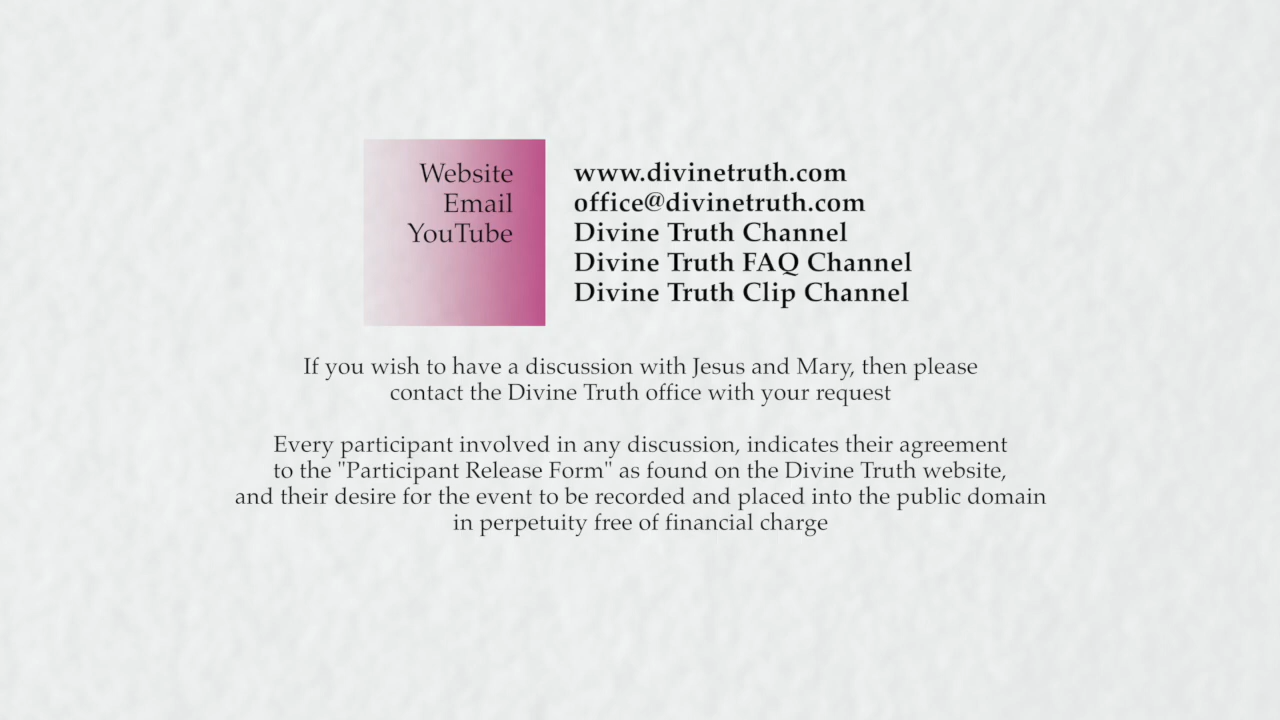 Website www.divinetruth.com
Email office@divinetruth.com
YouTube Divine Truth Channel
Divine Truth FAQ Channel
Divine Truth Clip Channel
If you wish to have a discussion with Jesus and Mary, then please
contact the Divine Truth office with your request
Every participant involved in any discussion, indicates their agreement
to the "Participant Release Form" as found on the Divine Truth website,
and their desire for the event to be recorded and placed into the public domain
in perpetuity free of financial charge